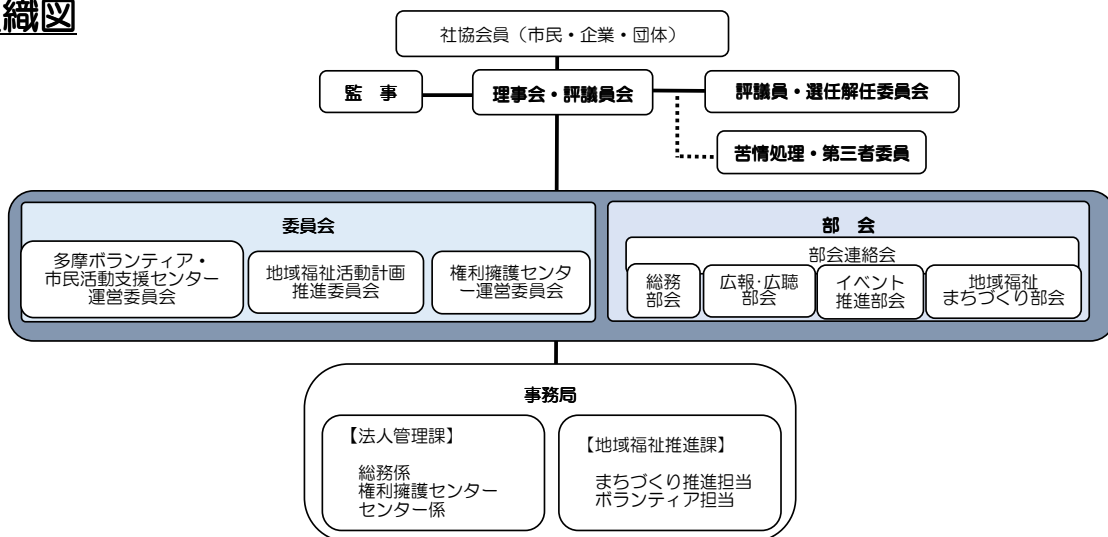 織図
社協会員（市民・企業・団体）
監　事
理事会・評議員会
評議員・選任解任委員会
苦情処理・第三者委員
委員会
多摩ボランティア・
市民活動支援センター
運営委員会
地域福祉活動計画
推進委員会
権利擁護センタ
ー運営委員会
部　会
部会連絡会
総務
部会
広報・広聴
部会
イベント
推進部会
地域福祉
まちづくり部会
事務局
【法人管理課】
総務係
権利擁護センター
センター係
【地域福祉推進課】
まちづくり推進担当
ボランティア担当